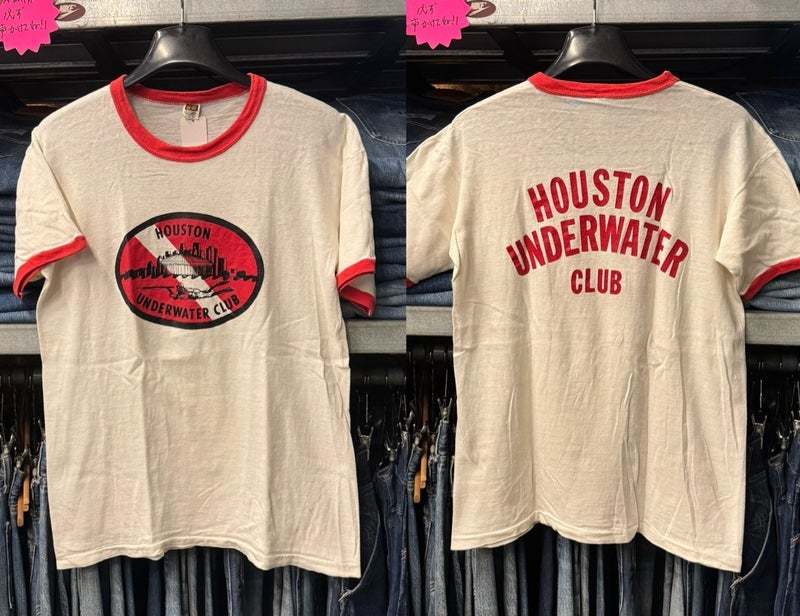 HOUSTON
UNDERWATER CLUB
HOUSTON
UNDERWATER
CLUB